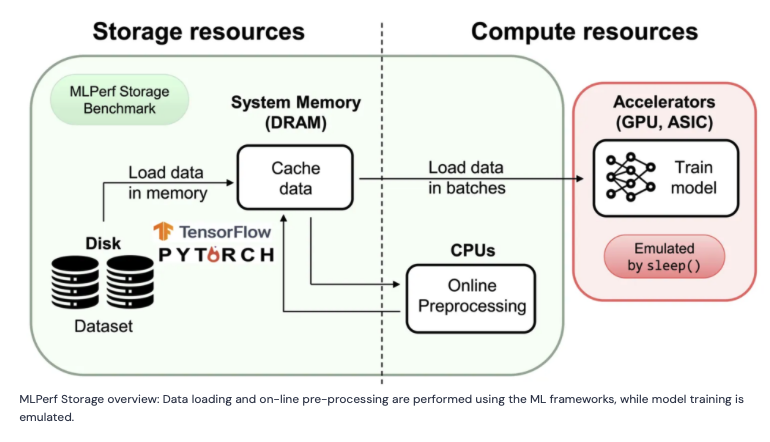 Storage resources
Compute resources
MLPerf Storage
Benchmark
System Memory
(DRAM)
Accelerators
(GPU, ASIC)
Load data
in memory
Cache
data
Load data
in batches
Train
model
TensorFlow
PYTORCH
Disk
Dataset
CPUs
Online
Preprocessing
Emulated
by sleep()
MLPerf Storage overview: Data loading and on-line pre-processing are performed using the ML frameworks, while model training is
emulated.